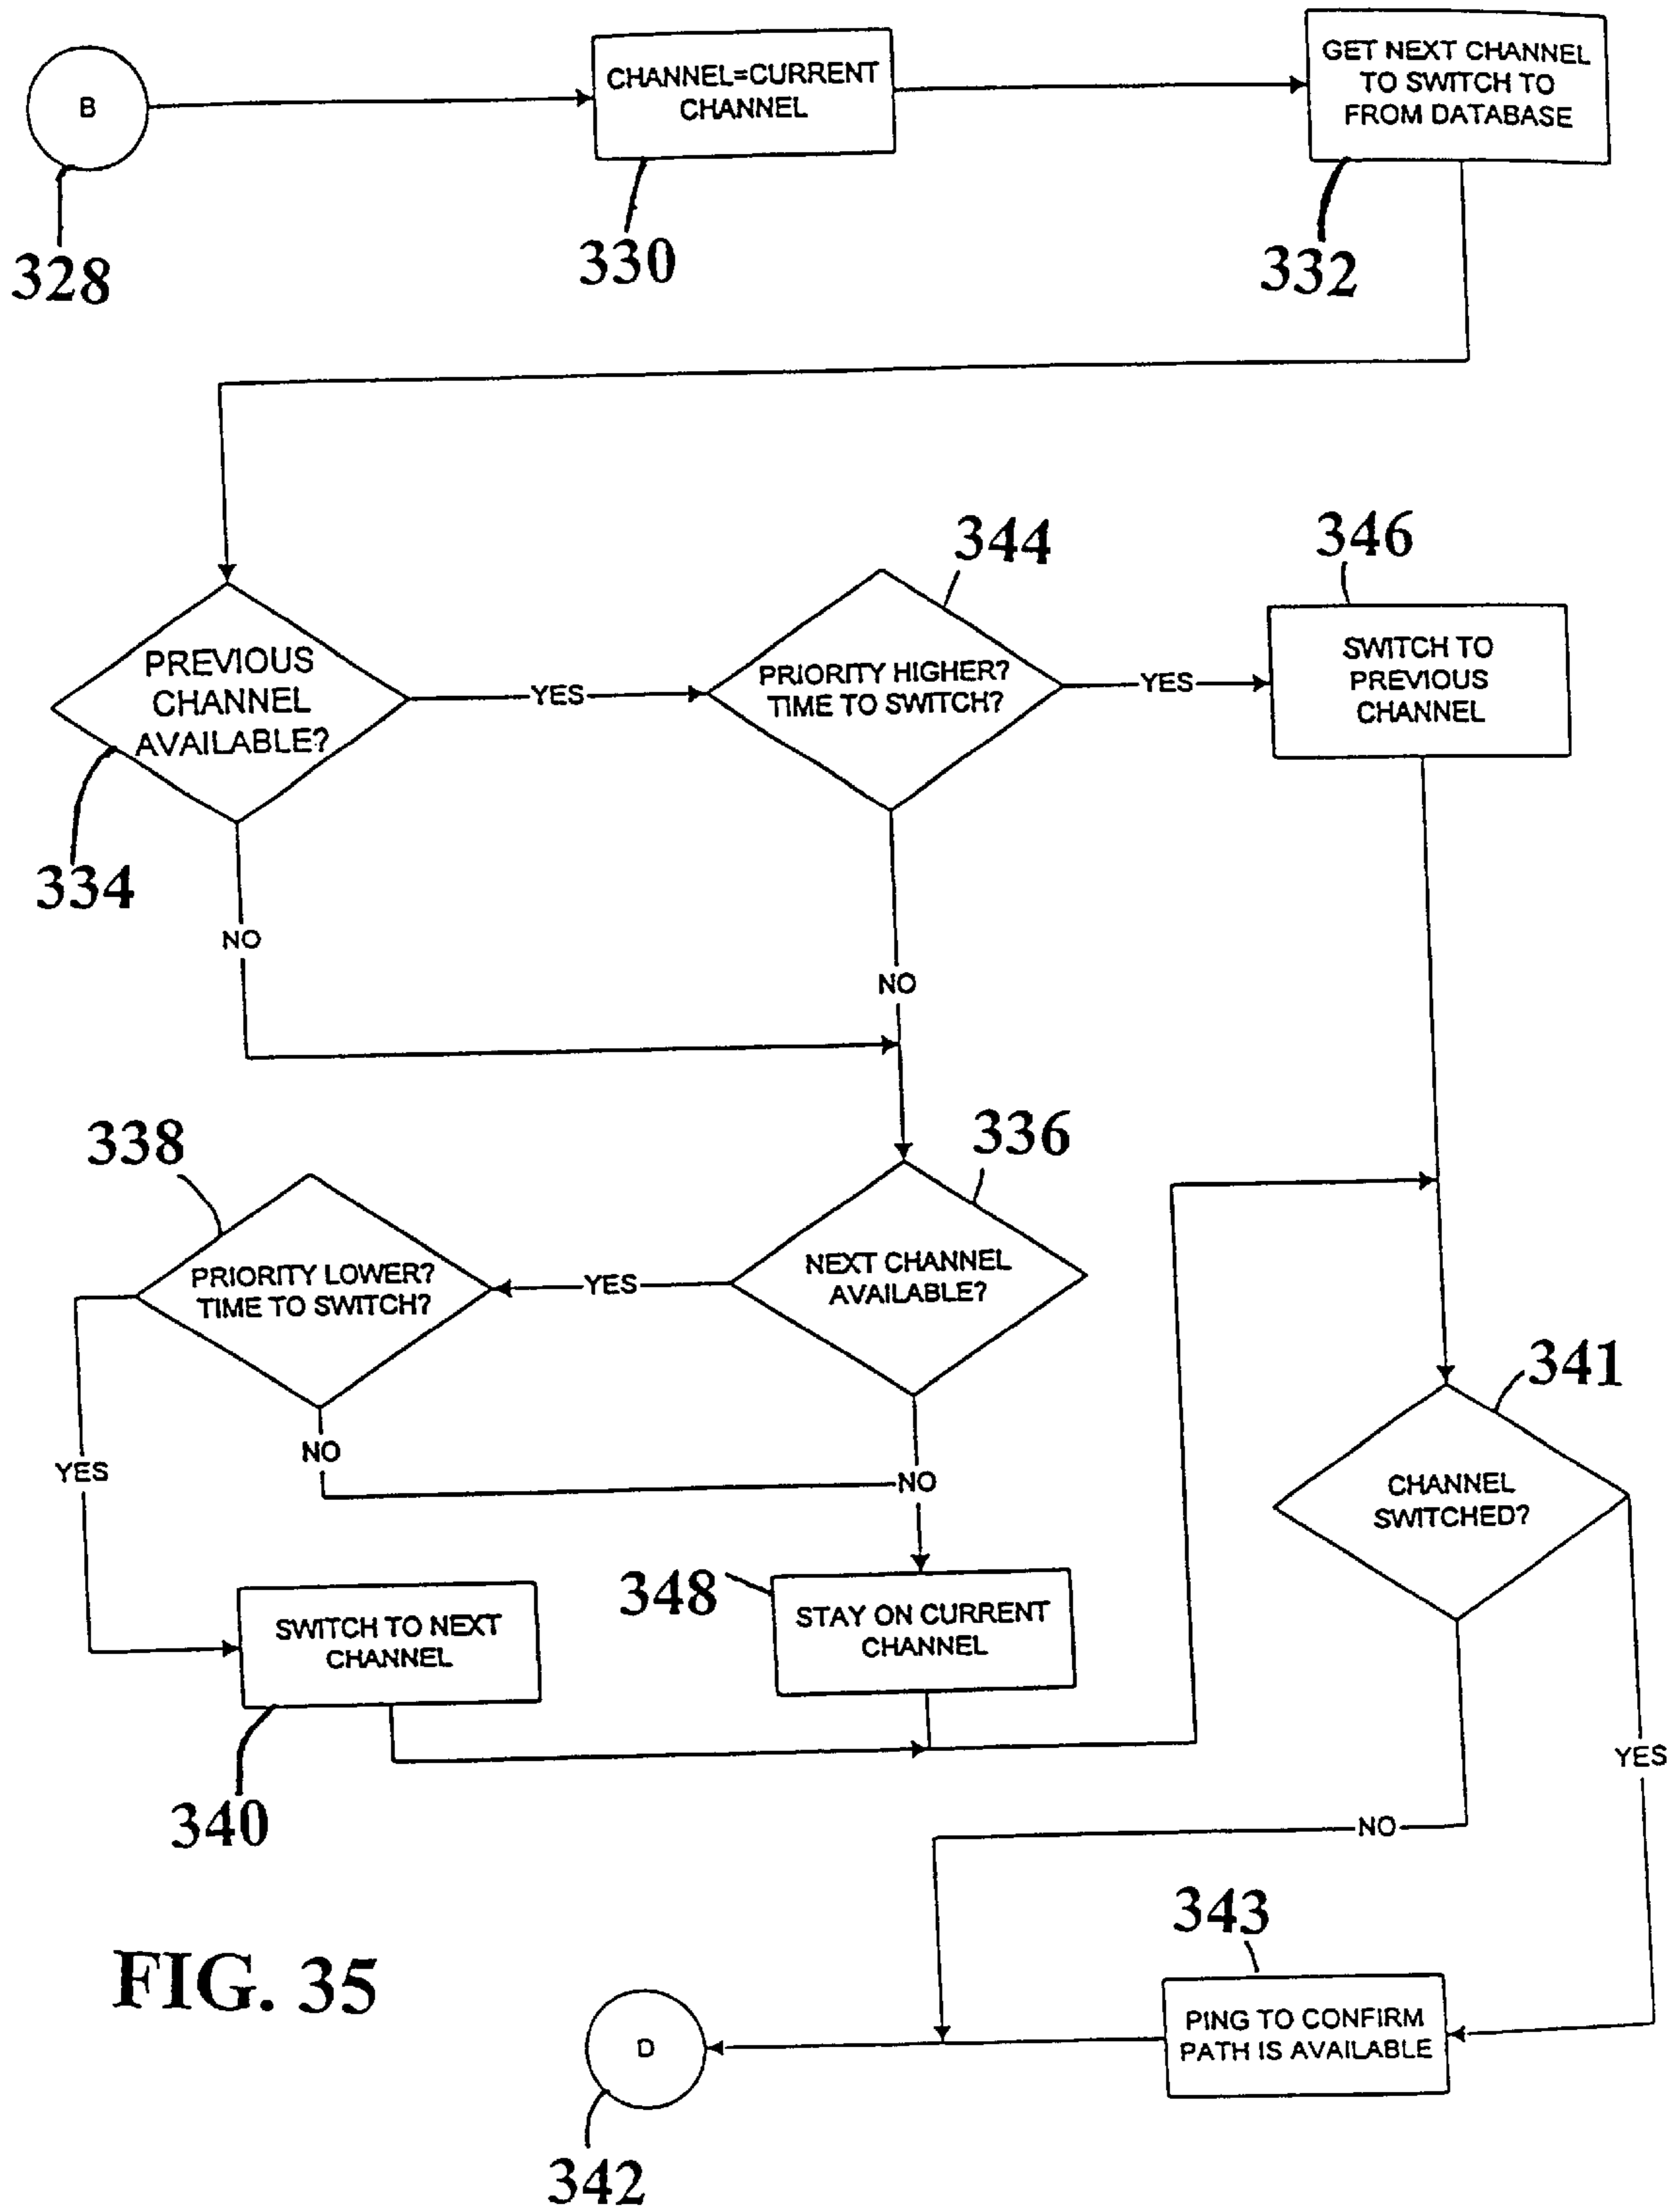 B
CHANNEL=CURRENT
CHANNEL
GET NEXT CHANNEL
TO SWITCH TO
FROM DATABASE
328
330
332
344
346
PREVIOUS
CHANNEL
AVAILABLE?
YES
PRIORITY HIGHER?
TIME TO SWITCH?
YES
SWITCH TO
PREVIOUS
CHANNEL
334
NO
NO
338
336
PRIORITY LOWER?
TIME TO SWITCH?
YES
NEXT CHANNEL
AVAILABLE?
341
YES
NO
NO
CHANNEL
SWITCHED?
348
SWITCH TO NEXT
CHANNEL
STAY ON CURRENT
CHANNEL
340
YES
NO
343
FIG. 35
D
PING TO CONFIRM
PATH IS AVAILABLE
342